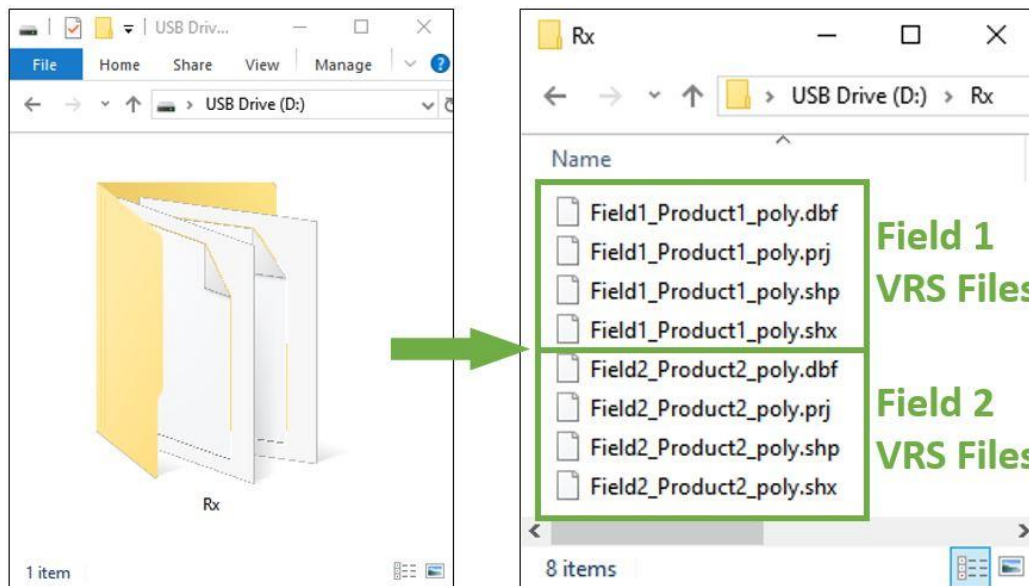 USB Driv...
File Home Share View Manage
USB Drive (D:)
Rx
1 item
Rx
USB Drive (D:) > Rx
Name
Field1_Product1_poly.dbf
Field1_Product1_poly.prj
Field1_Product1_poly.shp
Field1_Product1_poly.shx
Field 1
VRS Files
Field2_Product2_poly.dbf
Field2_Product2_poly.prj
Field2_Product2_poly.shp
Field2_Product2_poly.shx
Field 2
VRS Files
8 items